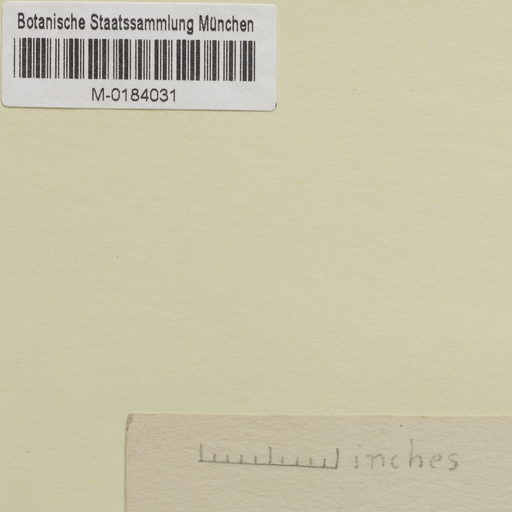 Botanische Staatssammlung München
M-0184031
inches